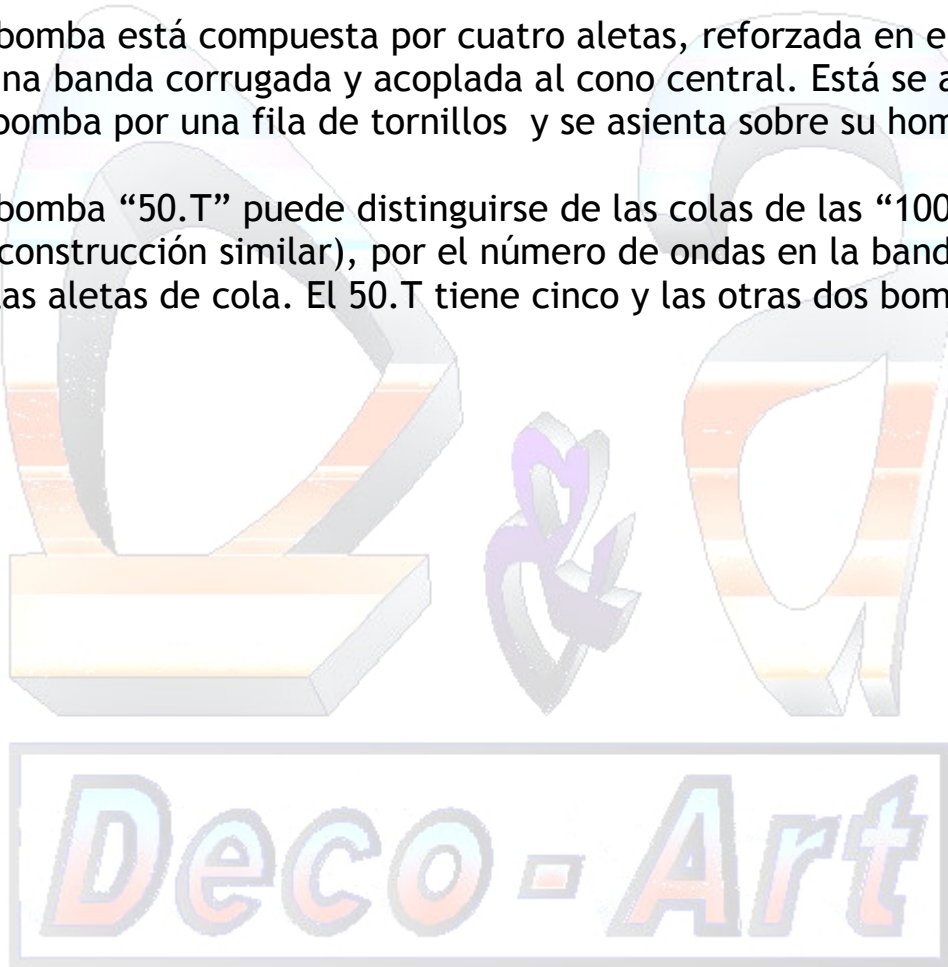 bomba está compuesta por cuatro aletas, reforzada en e
na banda corrugada y acoplada al cono central. Está se a
bomba por una fila de tornillos y se asienta sobre su hom
bomba “50.T” puede distinguirse de las colas de las “100
construcción similar), por el número de ondas en la band
las aletas de cola. El 50.T tiene cinco y las otras dos bom
D&a
Deco-Art